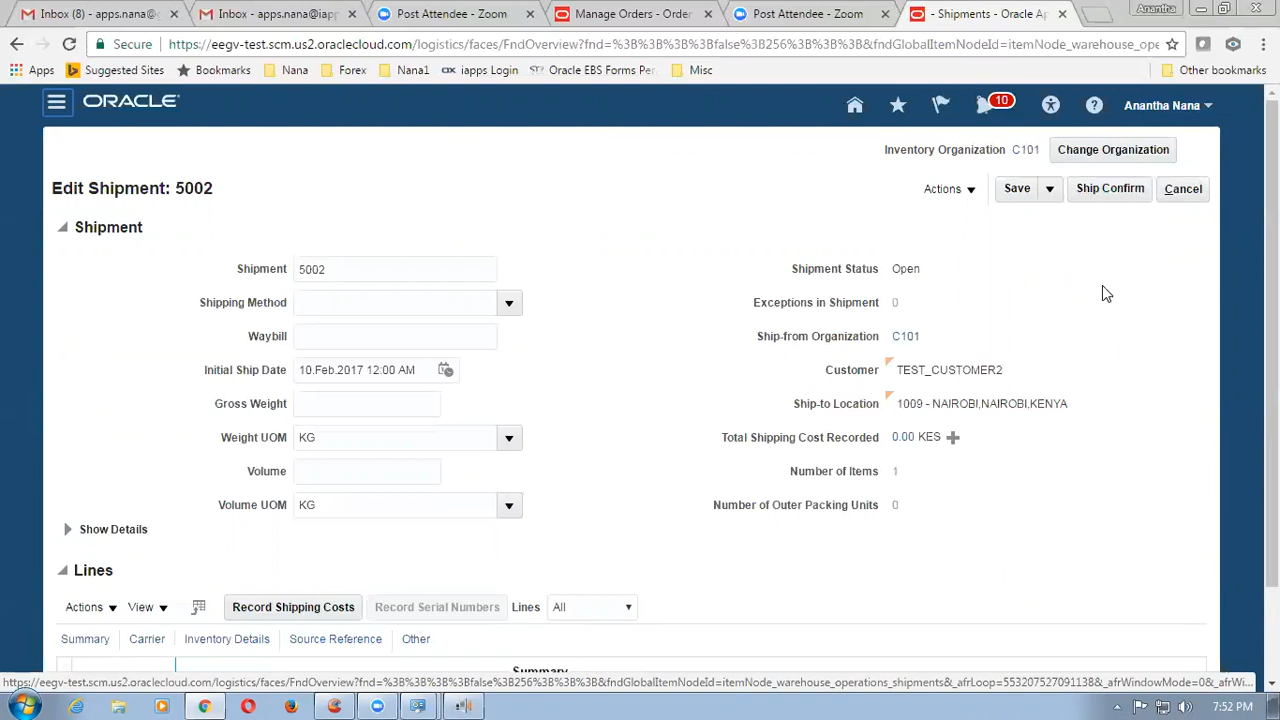 Inbox - apps.nana@
Inbox - apps.nana@iapp
Post Attendee - Zoom
Manage Orders - Order
Post Attendee - Zoom
- Shipments - Oracle Ap
Anantha
Secure
https://eegv-test.scm.us2.oraclecloud.com/logistics/faces/FndOverview?fnd=%3B%3B%3B%3Bfalse%3B256%3B%3B%3B&fndGlobalItemNodeId=itemNode_warehouse_ope
Apps
Suggested Sites
Bookmarks
Nana
Forex
Nana1
iapps Login
Oracle EBS Forms Per
Misc
Other bookmarks
ORACLE
10
Anantha Nana
Inventory Organization C101
Change Organization
Edit Shipment: 5002
Actions
Save
Ship Confirm
Cancel
Shipment
Shipment 5002
Shipment Status Open
Shipping Method
Exceptions in Shipment 0
Waybill
Ship-from Organization C101
Initial Ship Date 10.Feb.2017 12:00 AM
Customer TEST_CUSTOMER2
Gross Weight
Ship-to Location 1009 - NAIROBI,NAIROBI,KENYA
Weight UOM KG
Total Shipping Cost Recorded 0.00 KES
Volume
Number of Items 1
Volume UOM KG
Number of Outer Packing Units 0
Show Details
Lines
Actions
View
Record Shipping Costs
Record Serial Numbers
Lines All
Summary
Carrier
Inventory Details
Source Reference
Other
Summary
https://eegv-test.scm.us2.oraclecloud.com/logistics/faces/FndOverview?fnd=%3B%3B%3B%3Bfalse%3B256%3B%3B%3B&fndGlobalItemNodeId=itemNode_warehouse_operations_shipments&_afrLoop=553207527091138&_afrWindowMode=0&_afrWi...
7:52 PM